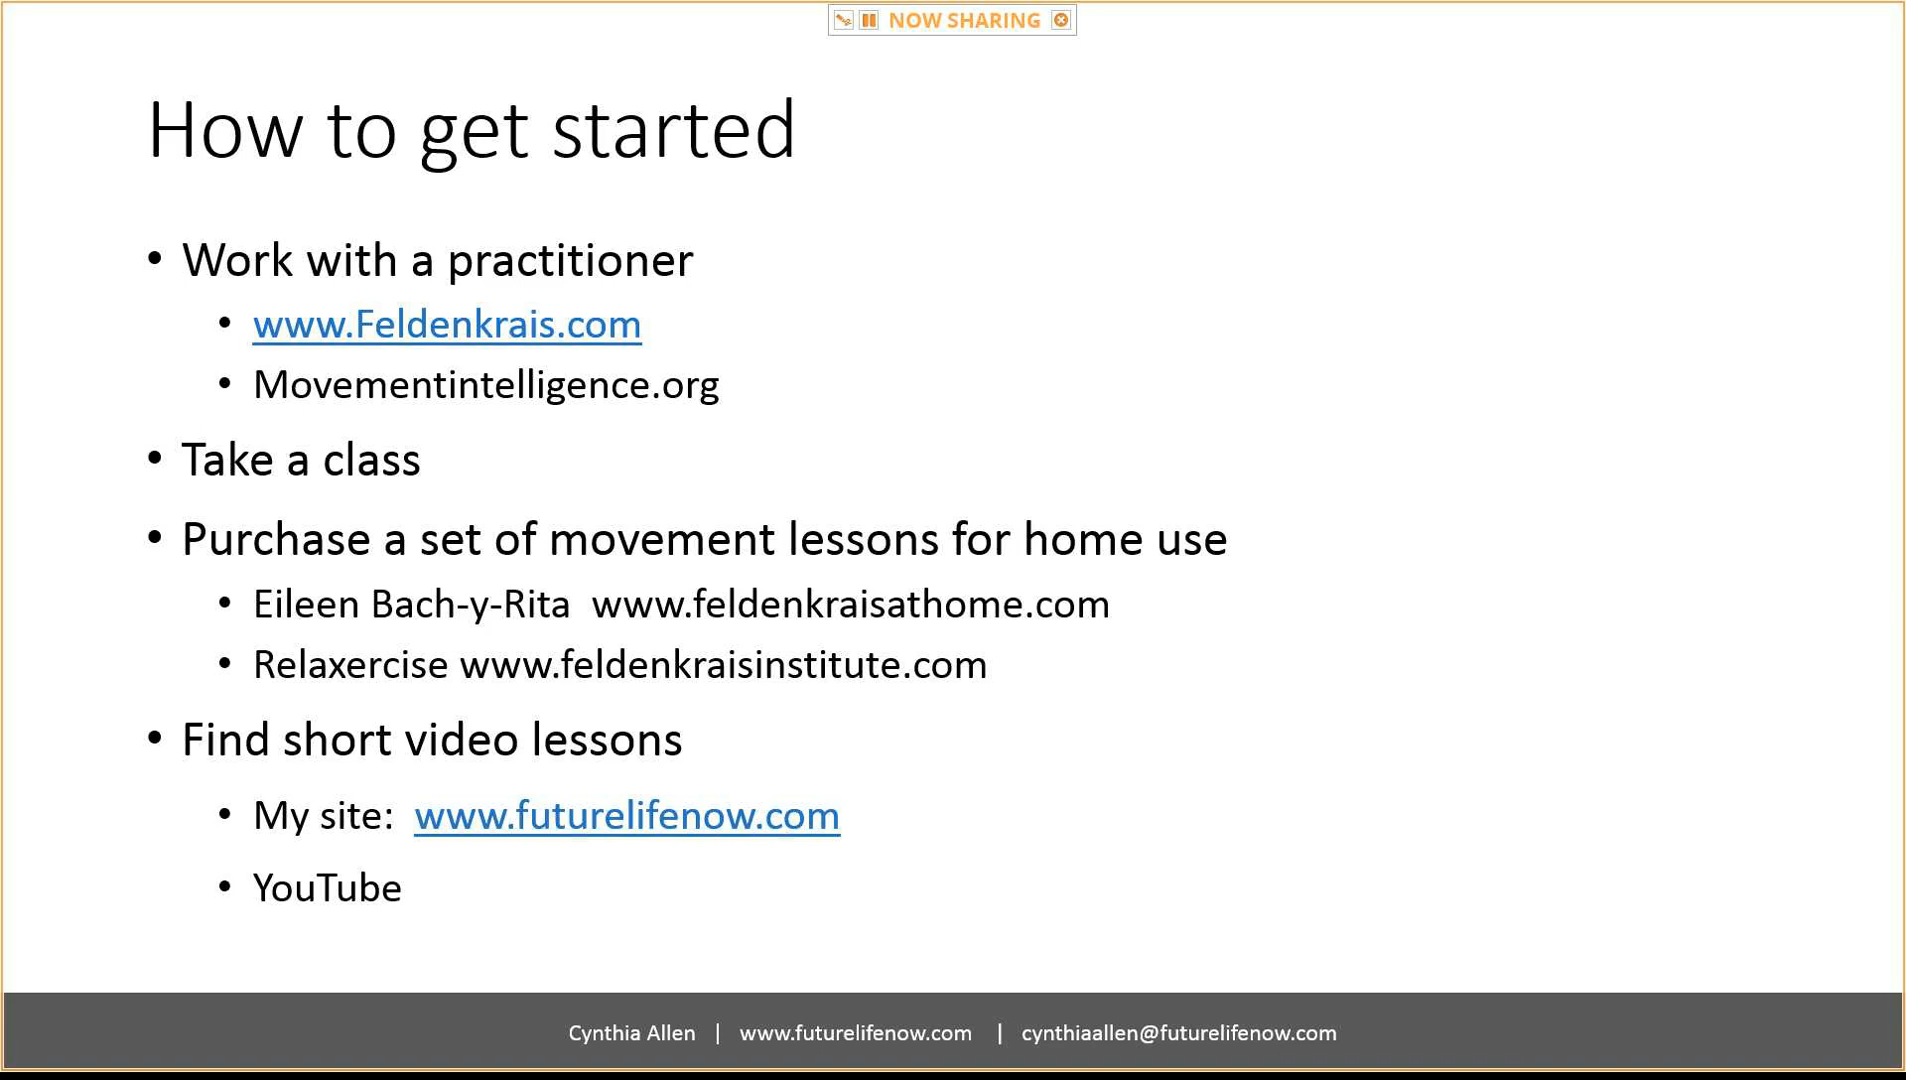 NOW SHARING
How to get started
• Work with a practitioner
• www.Feldenkrais.com
• Movementintelligence.org
• Take a class
• Purchase a set of movement lessons for home use
• Eileen Bach-y-Rita  www.feldenkraisathome.com
• Relaxercise www.feldenkraisinstitute.com
• Find short video lessons
• My site:  www.futurelifenow.com
• YouTube
Cynthia Allen | www.futurelifenow.com | cynthiaallen@futurelifenow.com